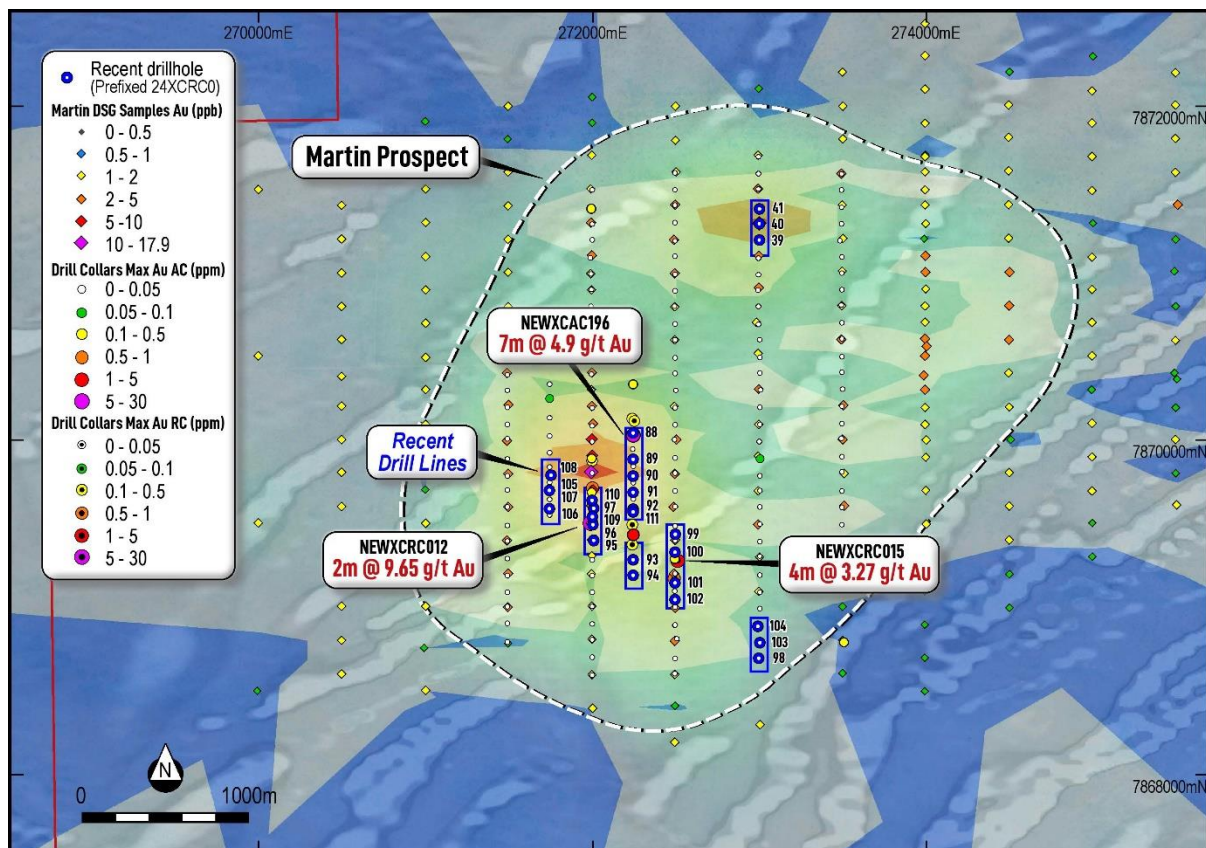 270000mE
272000mE
274000mE
7872000mN
7870000mN
7868000mN
Recent drillhole
(Prefixed 24XCRC0)
Martin DSG Samples Au (ppb)
0 - 0.5
0.5 - 1
1 - 2
2 - 5
5 - 10
10 - 17.9
Drill Collars Max Au AC (ppm)
0 - 0.05
0.05 - 0.1
0.1 - 0.5
0.5 - 1
1 - 5
5 - 30
Drill Collars Max Au RC (ppm)
0 - 0.05
0.05 - 0.1
0.1 - 0.5
0.5 - 1
1 - 5
5 - 30
Martin Prospect
41
40
39
NEWXCAC196
7m @ 4.9 g/t Au
Recent
Drill Lines
88
89
90
91
92
111
93
94
108
105
107
106
110
97
109
96
95
99
100
101
102
NEWXCRC012
2m @ 9.65 g/t Au
NEWXCRC015
4m @ 3.27 g/t Au
104
103
98
N
0
1000m